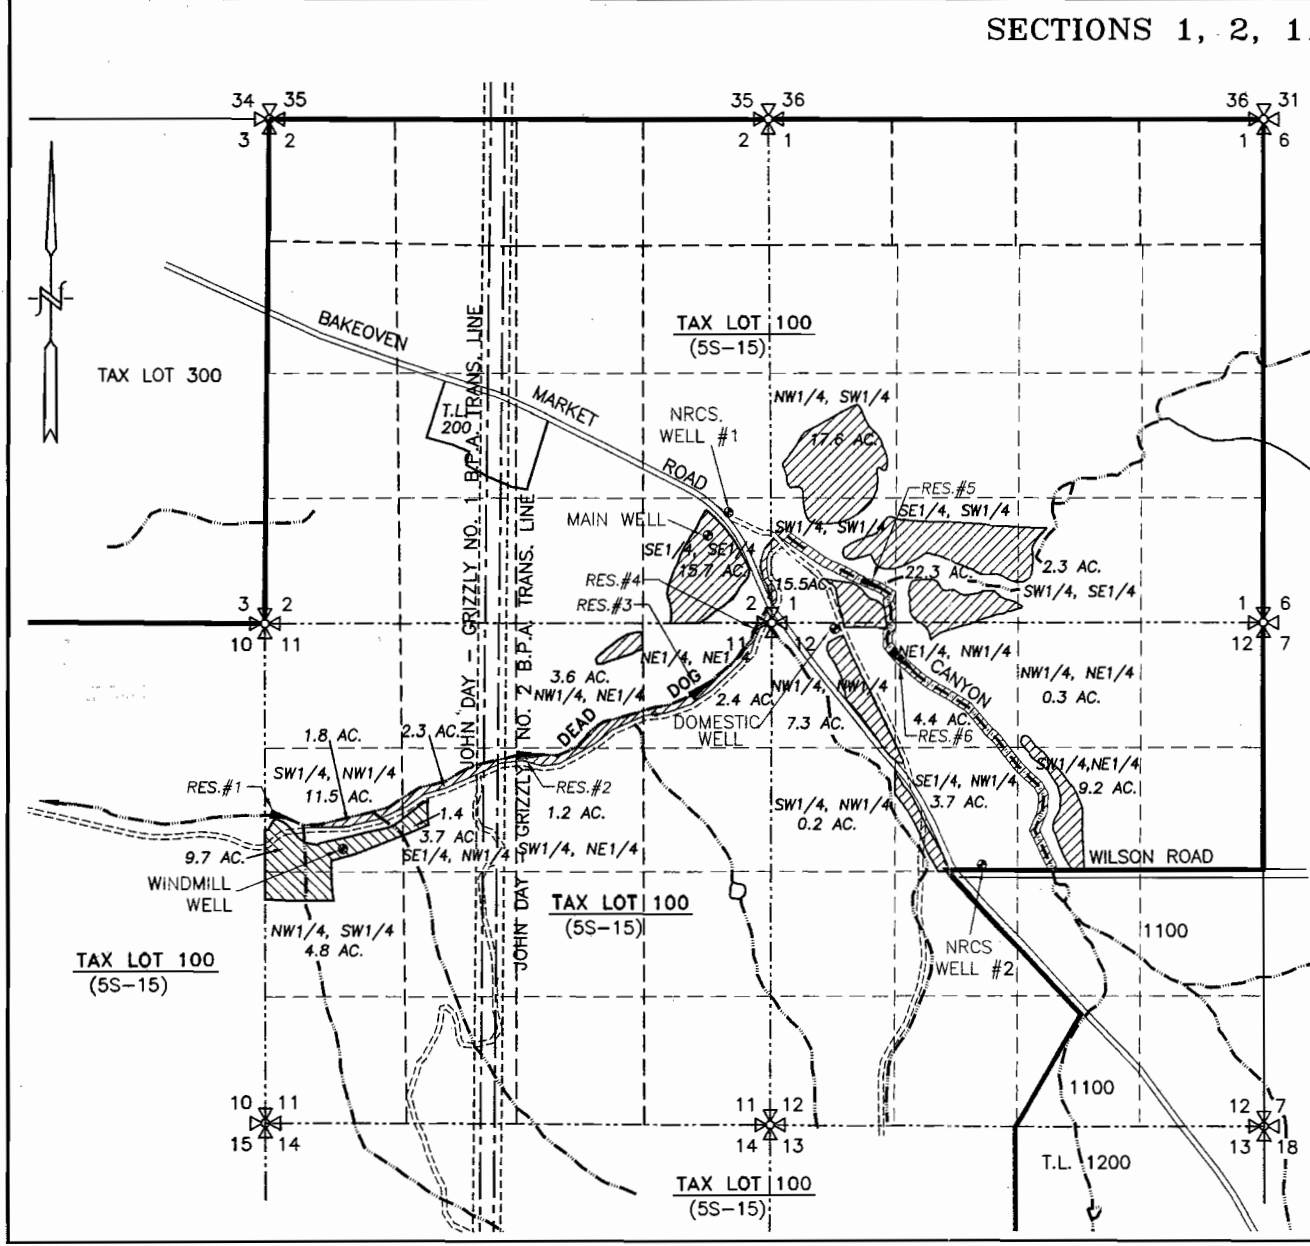 SECTIONS 1, 2, 1
34 35
3 2
35 36
2 1
36 31
1 6
N
TAX LOT 300
BAKEOVEN
MARKET
ROAD
T.L.
200
JOHN DAY - GRIZZLY NO. 1 B.P.A. TRANS. LINE
JOHN DAY - GRIZZLY NO. 2 B.P.A. TRANS. LINE
TAX LOT 100
(5S-15)
NW1/4, SW1/4
17.6 AC.
NRCS.
WELL #1
MAIN WELL
SE1/4, SE1/4
15.7 AC.
SW1/4, SW1/4
15.5AC.
RES.#5
SE1/4, SW1/4
22.3 AC.
2.3 AC.
SW1/4, SE1/4
RES.#4
RES.#3
3 2
10 11
2 1
11 12
1 6
12 7
NE1/4, NE1/4
3.6 AC.
NW1/4, NE1/4
2.4 AC.
DEAD
DOG
CANYON
DOMESTIC
WELL
NW1/4, NW1/4
7.3 AC.
NE1/4, NW1/4
4.4 AC.
RES.#6
NW1/4, NE1/4
0.3 AC.
1.8 AC.
2.3 AC.
SW1/4, NW1/4
11.5 AC.
RES.#1
RES.#2
1.2 AC.
SW1/4, NE1/4
1.4
3.7 AC
SE1/4, NW1/4
9.7 AC.
WINDMILL
WELL
SW1/4, NW1/4
0.2 AC.
SE1/4, NW1/4
3.7 AC.
SW1/4,NE1/4
9.2 AC.
WILSON ROAD
NW1/4, SW1/4
4.8 AC.
TAX LOT 100
(5S-15)
TAX LOT 100
(5S-15)
NRCS
WELL #2
1100
1100
T.L. 1200
10 11
15 14
11 12
14 13
12 7
13 18
TAX LOT 100
(5S-15)